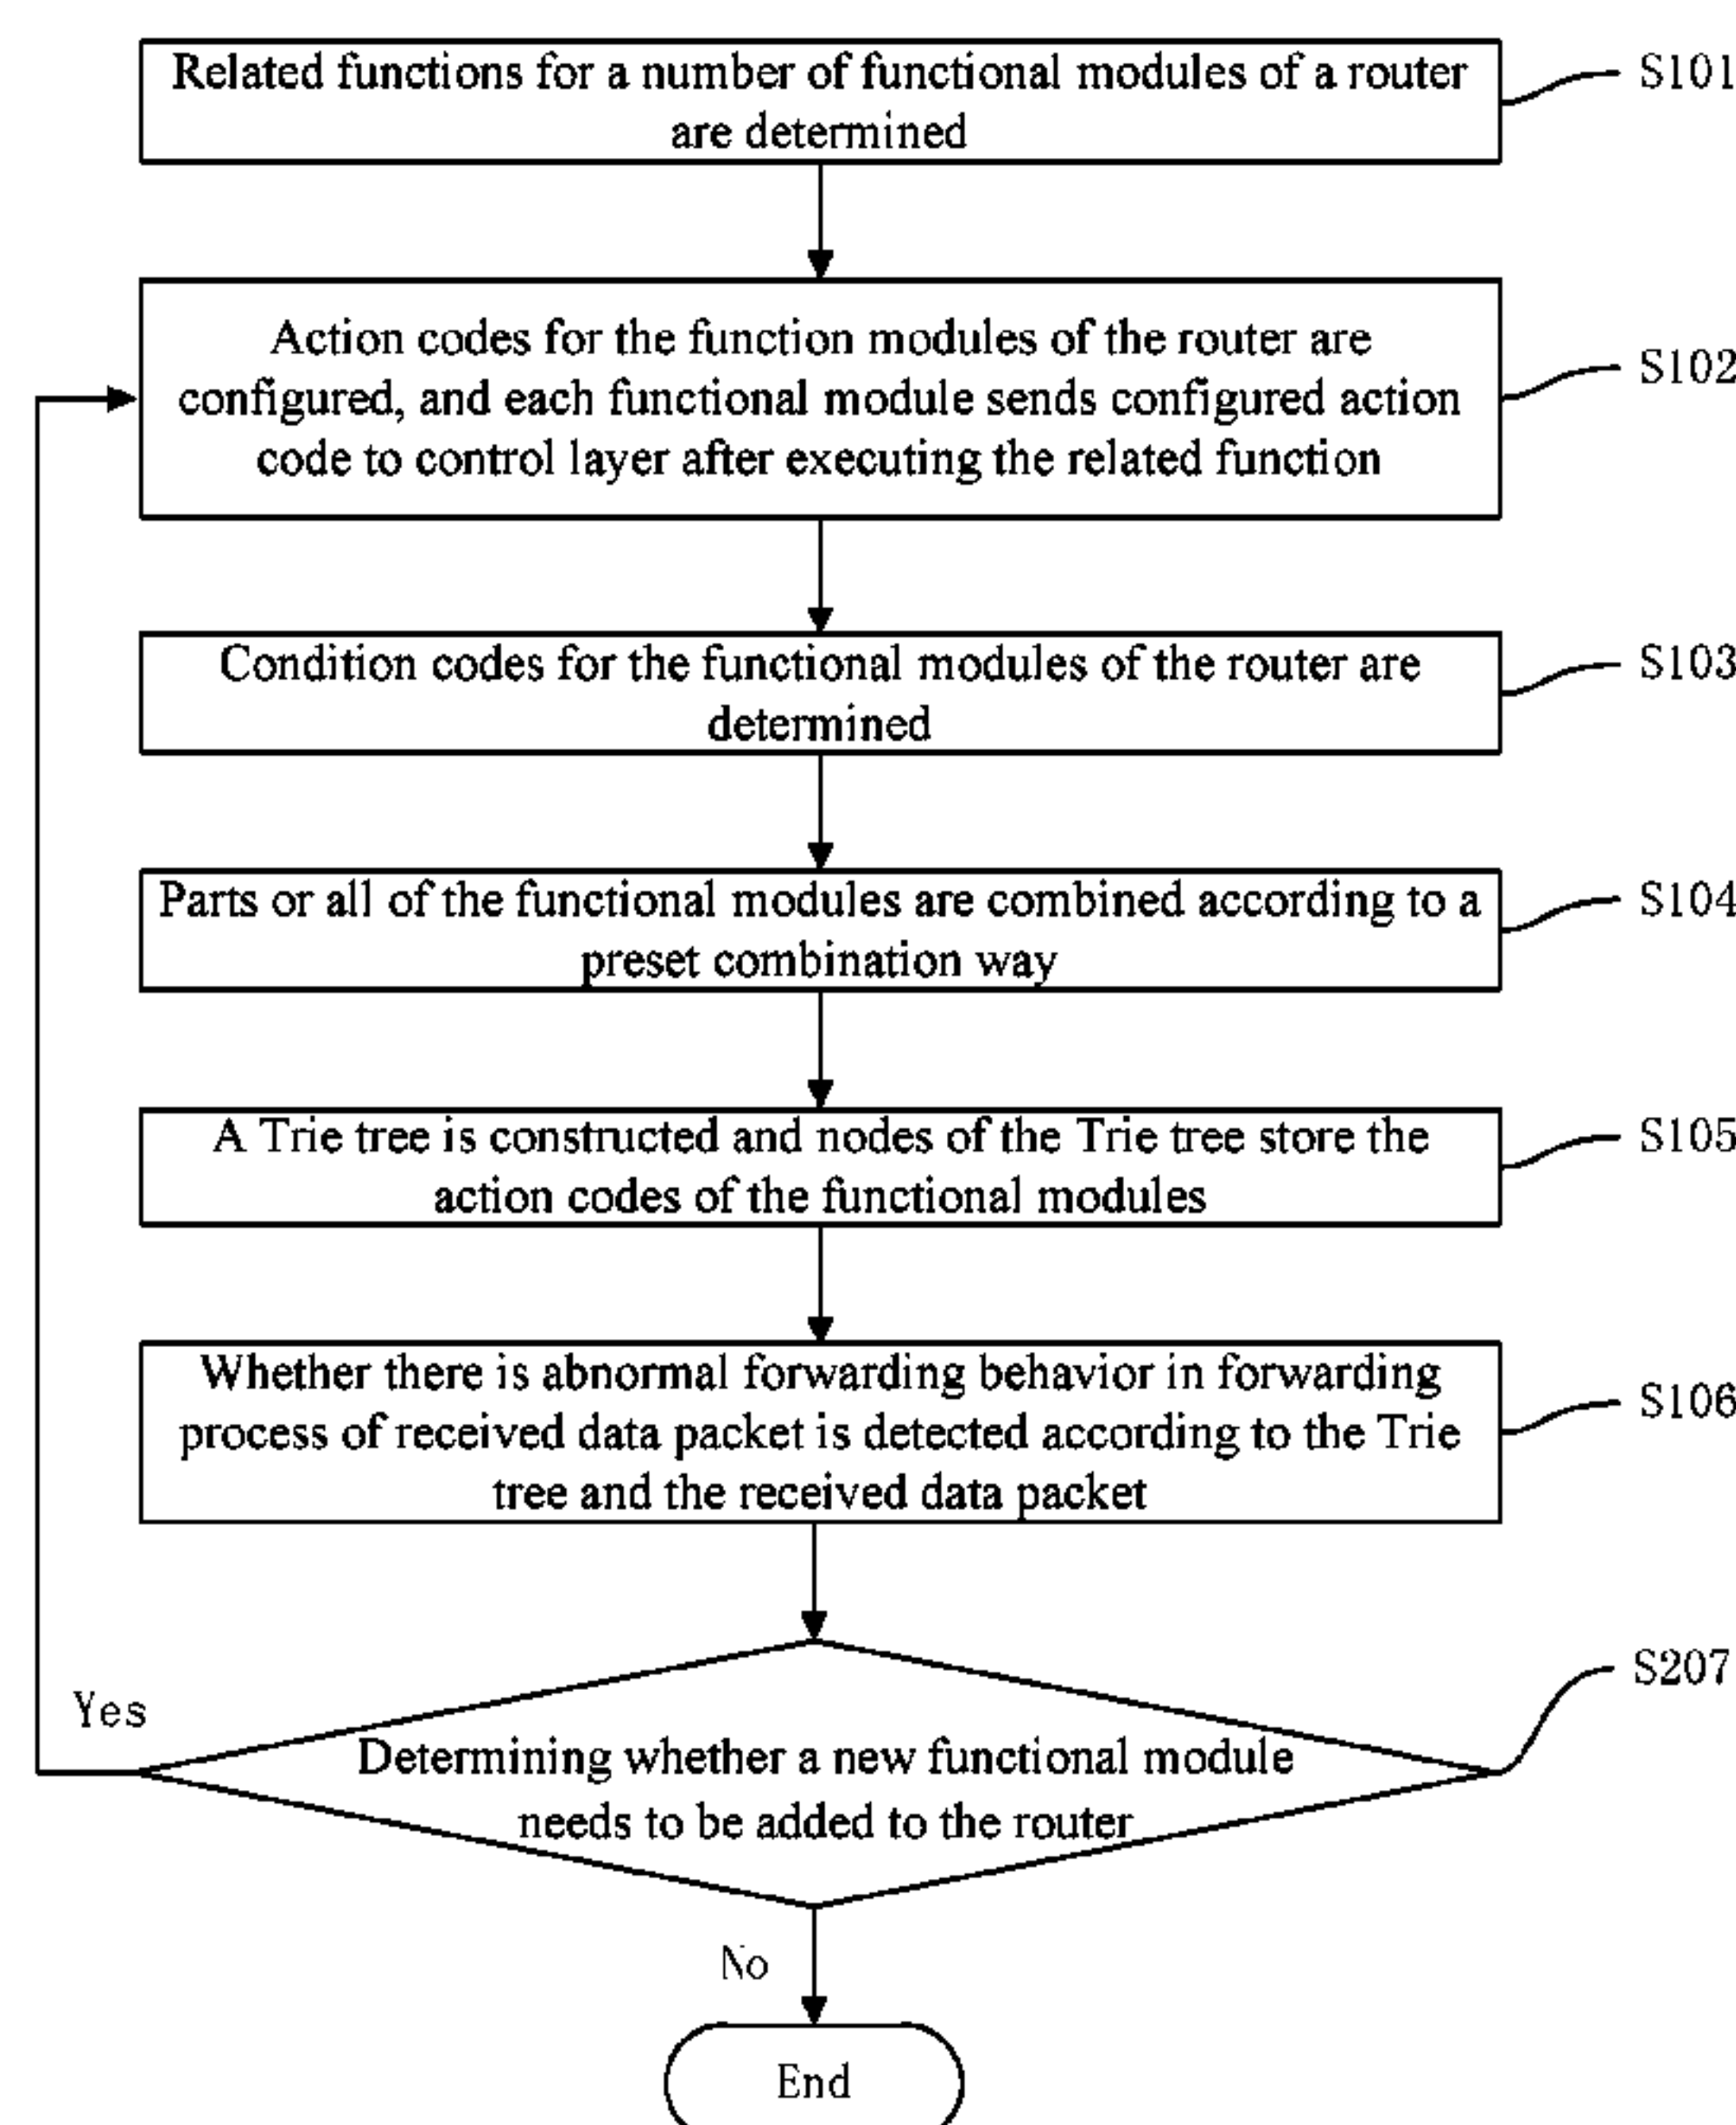 Related functions for a number of functional modules of a router
are determined
S101
Action codes for the function modules of the router are
configured, and each functional module sends configured action
code to control layer after executing the related function
S102
Condition codes for the functional modules of the router are
determined
S103
Parts or all of the functional modules are combined according to a
preset combination way
S104
A Trie tree is constructed and nodes of the Trie tree store the
action codes of the functional modules
S105
Whether there is abnormal forwarding behavior in forwarding
process of received data packet is detected according to the Trie
tree and the received data packet
S106
Yes
Determining whether a new functional module
needs to be added to the router
S207
No
End